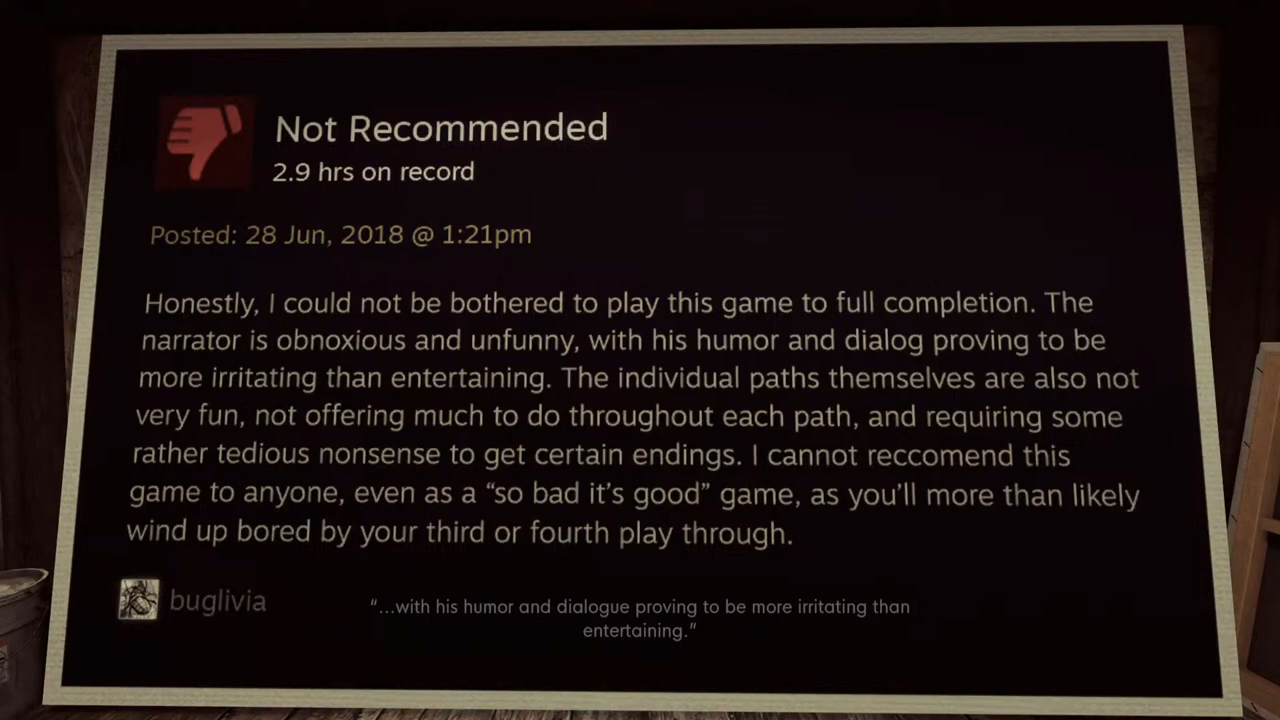 Not Recommended
2.9 hrs on record
Posted: 28 Jun, 2018 @ 1:21pm
Honestly, I could not be bothered to play this game to full completion. The
narrator is obnoxious and unfunny, with his humor and dialog proving to be
more irritating than entertaining. The individual paths themselves are also not
very fun, not offering much to do throughout each path, and requiring some
rather tedious nonsense to get certain endings. I cannot reccomend this
game to anyone, even as a “so bad it’s good” game, as you’ll more than likely
wind up bored by your third or fourth play through.
buglivia
“...with his humor and dialogue proving to be more irritating than
entertaining.”